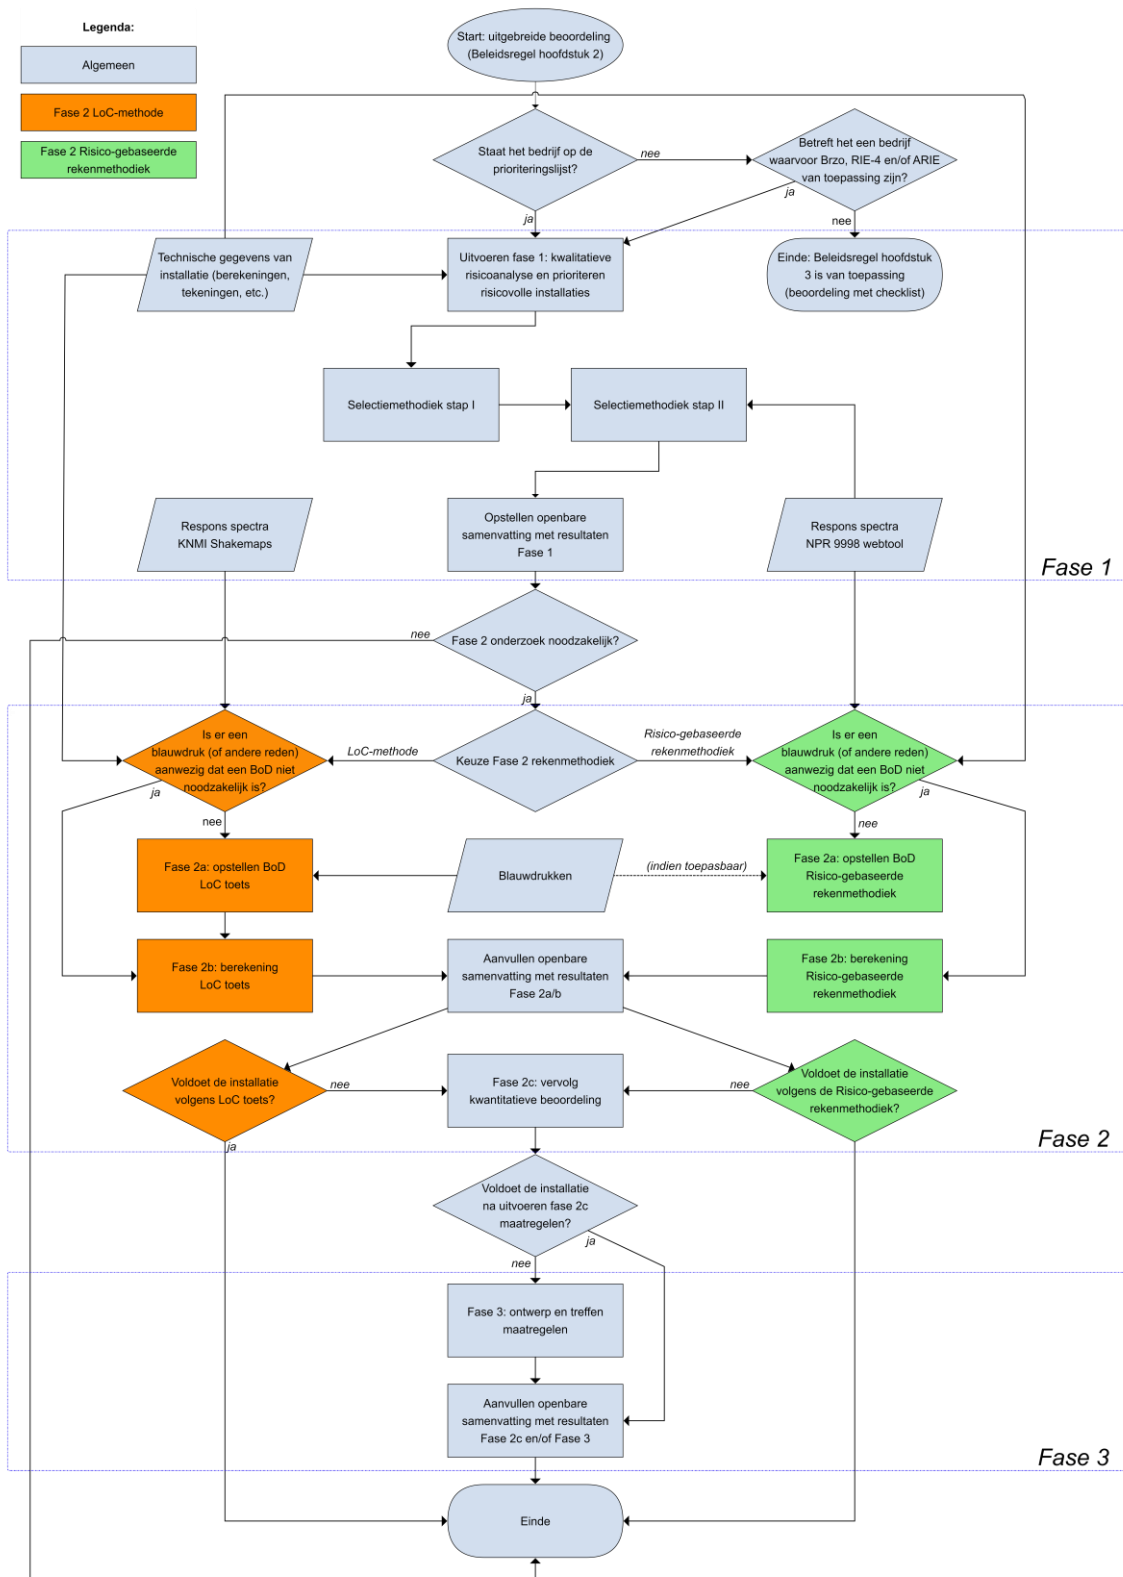 Legenda:
Algemeen
Fase 2 LoC-methode
Fase 2 Risico-gebaseerde
rekenmethodiek
Start: uitgebreide beoordeling
(Beleidsregel hoofdstuk 2)
Staat het bedrijf op de
prioriteringslijst?
nee
Betreft het een bedrijf
waarvoor Brzo, RIE-4 en/of ARIE
van toepassing zijn?
ja
ja
nee
Technische gegevens van
installatie (berekeningen,
tekeningen, etc.)
Uitvoeren fase 1: kwalitatieve
risicoanalyse en prioriteren
risicovolle installaties
Einde: Beleidsregel hoofdstuk
3 is van toepassing
(beoordeling met checklist)
Selectiemethodiek stap I
Selectiemethodiek stap II
Respons spectra
KNMI Shakemaps
Opstellen openbare
samenvatting met resultaten
Fase 1
Respons spectra
NPR 9998 webtool
Fase 1
nee
Fase 2 onderzoek noodzakelijk?
ja
Is er een
blauwdruk (of andere reden)
aanwezig dat een BoD niet
noodzakelijk is?
LoC-methode
Keuze Fase 2 rekenmethodiek
Risico-gebaseerde
rekenmethodiek
Is er een
blauwdruk (of andere reden)
aanwezig dat een BoD niet
noodzakelijk is?
ja
nee
nee
ja
Fase 2a: opstellen BoD
LoC toets
Blauwdrukken
(indien toepasbaar)
Fase 2a: opstellen BoD
Risico-gebaseerde
rekenmethodiek
Fase 2b: berekening
LoC toets
Aanvullen openbare
samenvatting met resultaten
Fase 2a/b
Fase 2b: berekening
Risico-gebaseerde
rekenmethodiek
Voldoet de installatie
volgens LoC toets?
nee
Fase 2c: vervolg
kwantitatieve beoordeling
nee
Voldoet de installatie
volgens de Risico-gebaseerde
rekenmethodiek?
ja
Fase 2
Voldoet de installatie
na uitvoeren fase 2c
maatregelen?
ja
nee
Fase 3: ontwerp en treffen
maatregelen
Aanvullen openbare
samenvatting met resultaten
Fase 2c en/of Fase 3
Fase 3
Einde